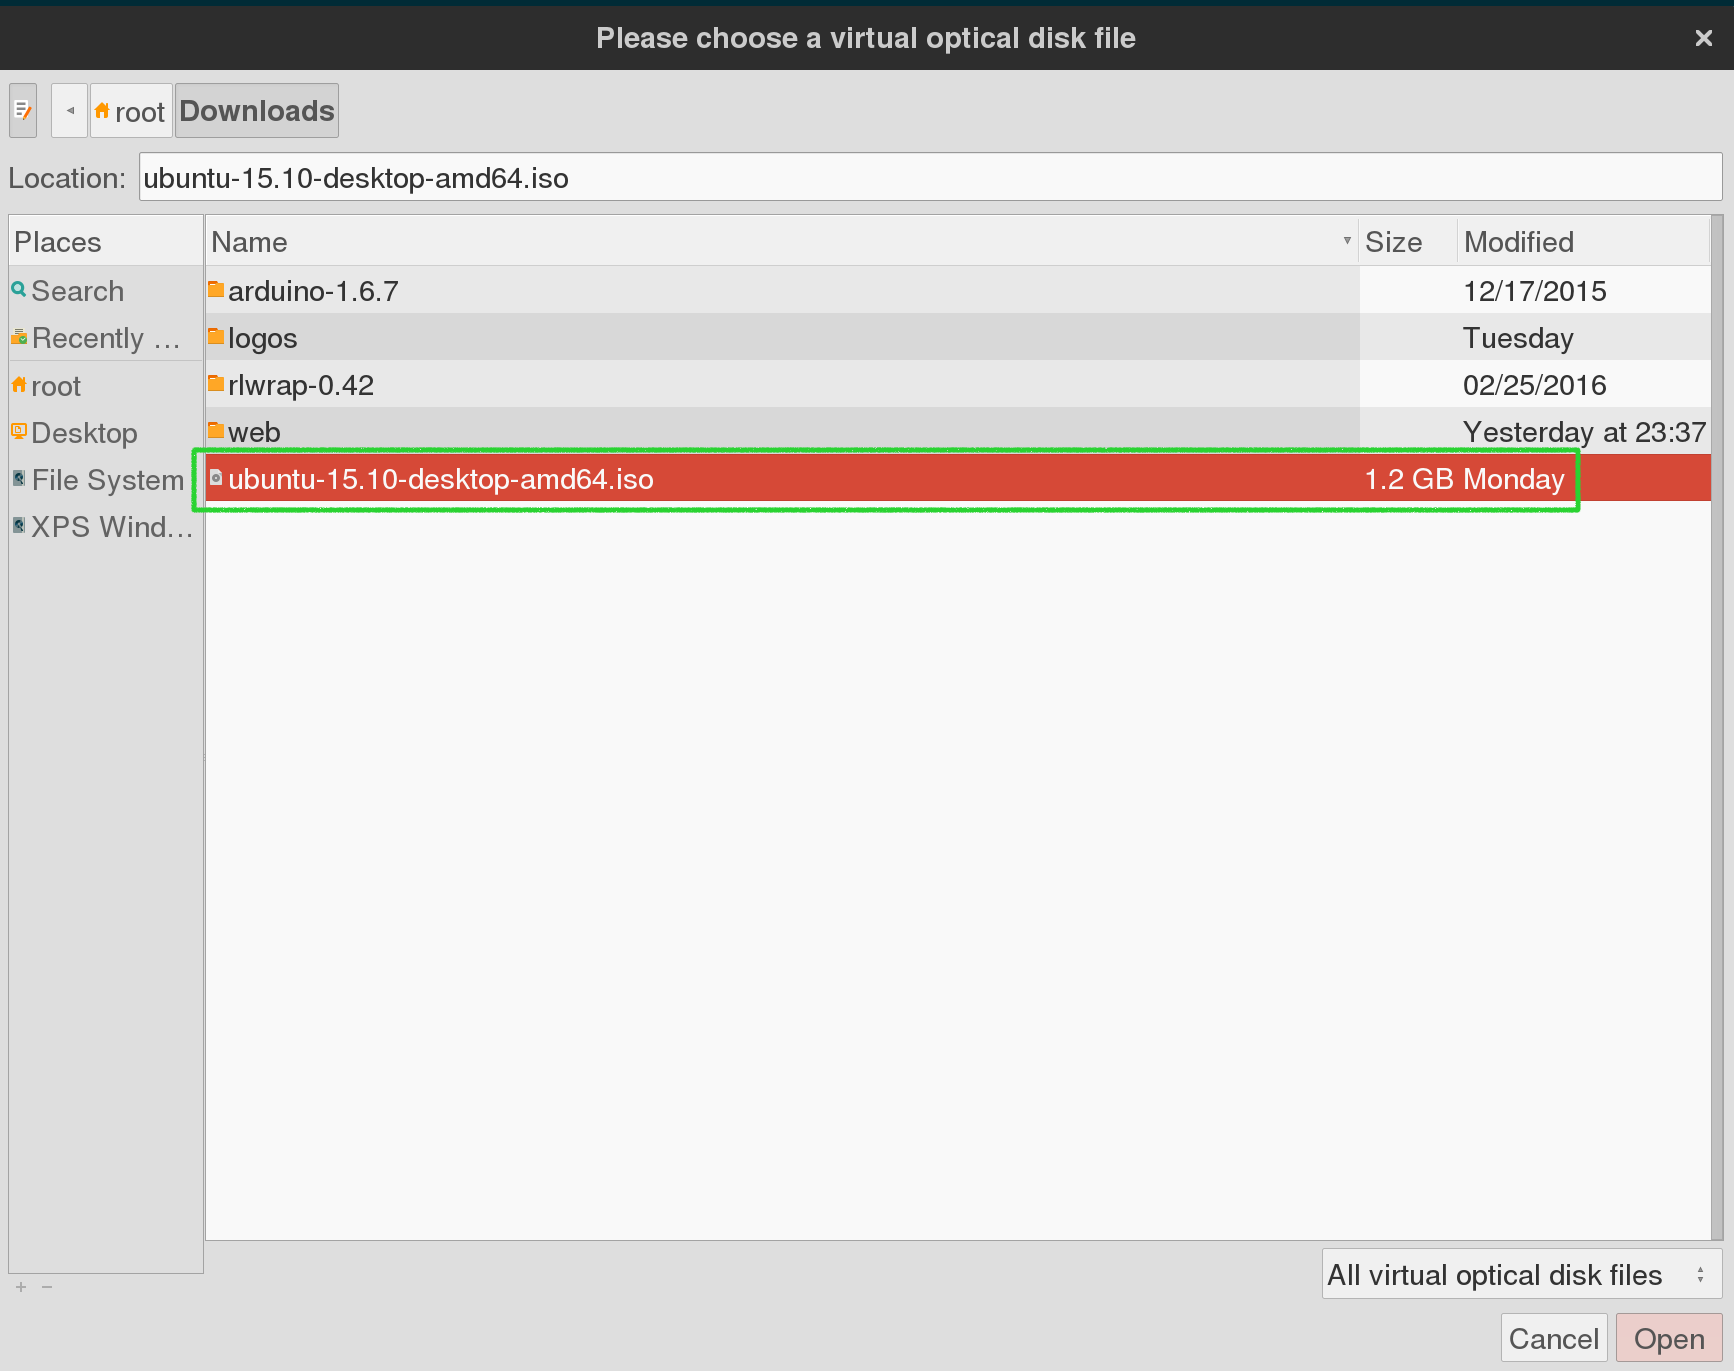 Please choose a virtual optical disk file
root Downloads
Location: ubuntu-15.10-desktop-amd64.iso
Places
Search
Recently ...
root
Desktop
File System
XPS Wind...
Name Size Modified
arduino-1.6.7 12/17/2015
logos Tuesday
rlwrap-0.42 02/25/2016
web Yesterday at 23:37
ubuntu-15.10-desktop-amd64.iso 1.2 GB Monday
All virtual optical disk files
Cancel Open